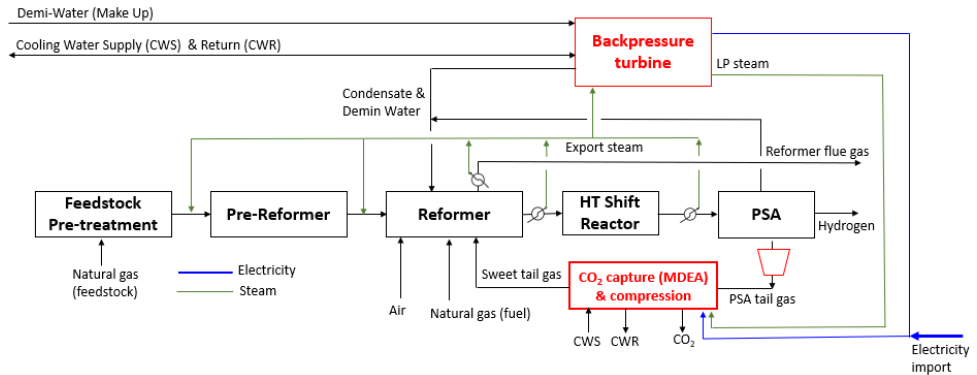 Demi-Water (Make Up)
Cooling Water Supply (CWS)  & Return (CWR)
Backpressure
turbine
LP steam
Condensate &
Demin Water
Export steam
Reformer flue gas
Feedstock
Pre-treatment
Pre-Reformer
Reformer
HT Shift
Reactor
PSA
Hydrogen
Natural gas
(feedstock)
Electricity
Steam
Air
Natural gas (fuel)
Sweet tail gas
CO2 capture (MDEA)
& compression
PSA tail gas
CWS
CWR
CO2
Electricity
import